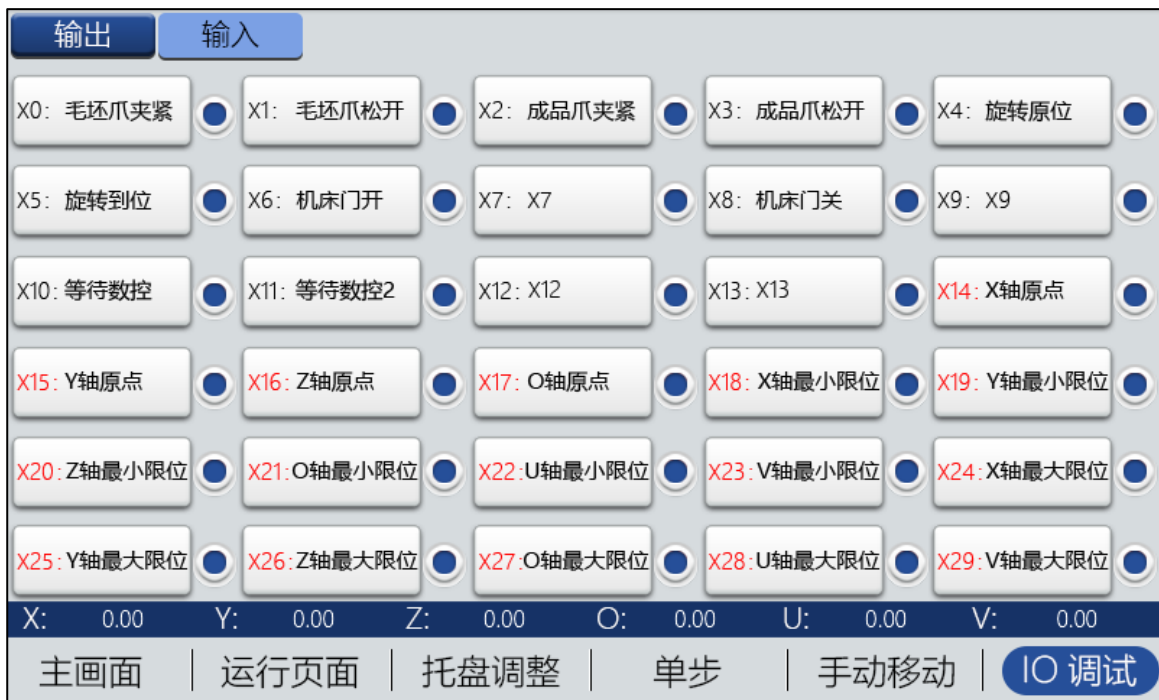 输出 输入
X0: 毛坯爪夹紧 X1: 毛坯爪松开 X2: 成品爪夹紧 X3: 成品爪松开 X4: 旋转原位
X5: 旋转到位 X6: 机床门开 X7: X7 X8: 机床门关 X9: X9
X10: 等待数控 X11: 等待数控2 X12: X12 X13: X13 X14: X轴原点
X15: Y轴原点 X16: Z轴原点 X17: O轴原点 X18: X轴最小限位 X19: Y轴最小限位
X20: Z轴最小限位 X21: O轴最小限位 X22: U轴最小限位 X23: V轴最小限位 X24: X轴最大限位
X25: Y轴最大限位 X26: Z轴最大限位 X27: O轴最大限位 X28: U轴最大限位 X29: V轴最大限位
X: 0.00 Y: 0.00 Z: 0.00 O: 0.00 U: 0.00 V: 0.00
主画面 运行页面 托盘调整 单步 手动移动 IO 调试